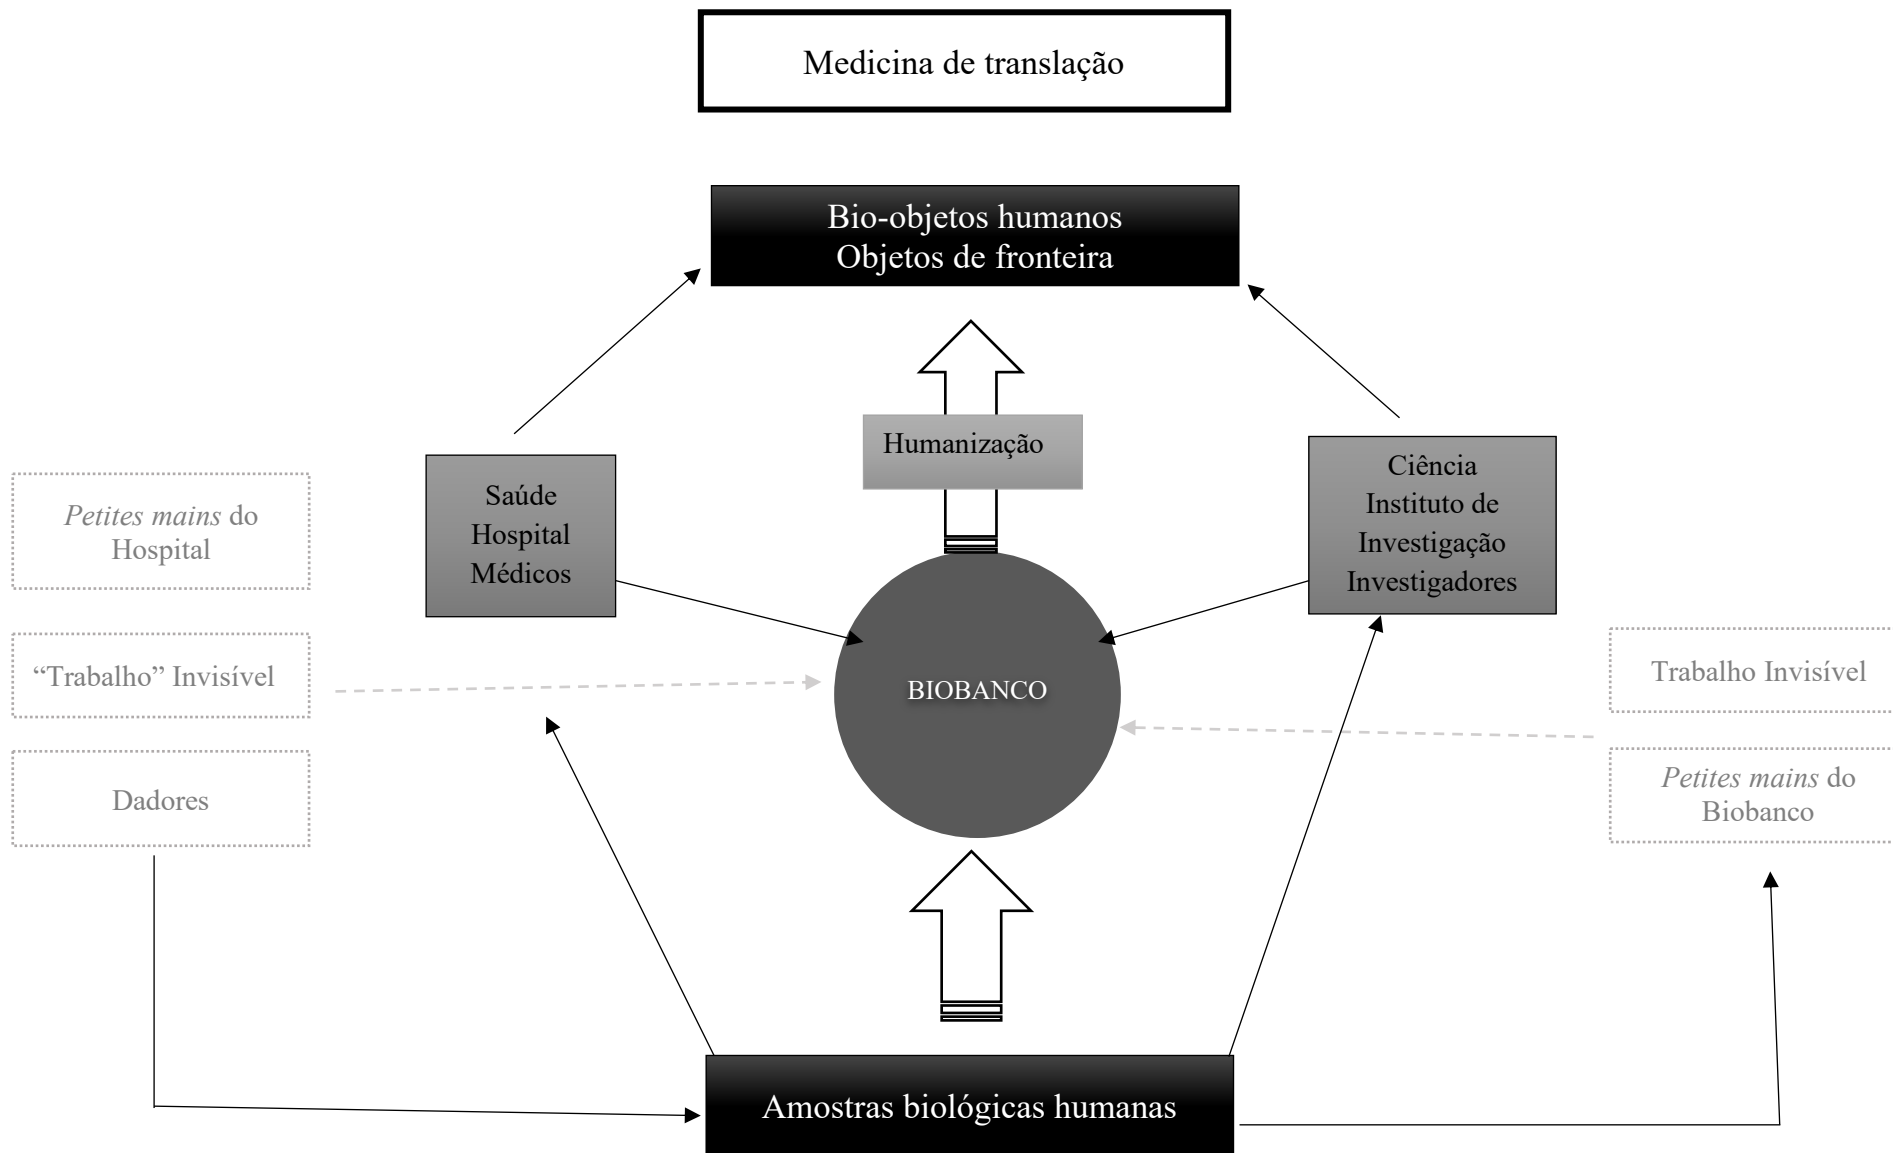 Medicina de translação
Bio-objetos humanos
Objetos de fronteira
Humanização
Saúde
Hospital
Médicos
Ciência
Instituto de
Investigação
Investigadores
Petites mains do
Hospital
“Trabalho” Invisível
Dadores
BIOBANCO
Trabalho Invisível
Petites mains do
Biobanco
Amostras biológicas humanas